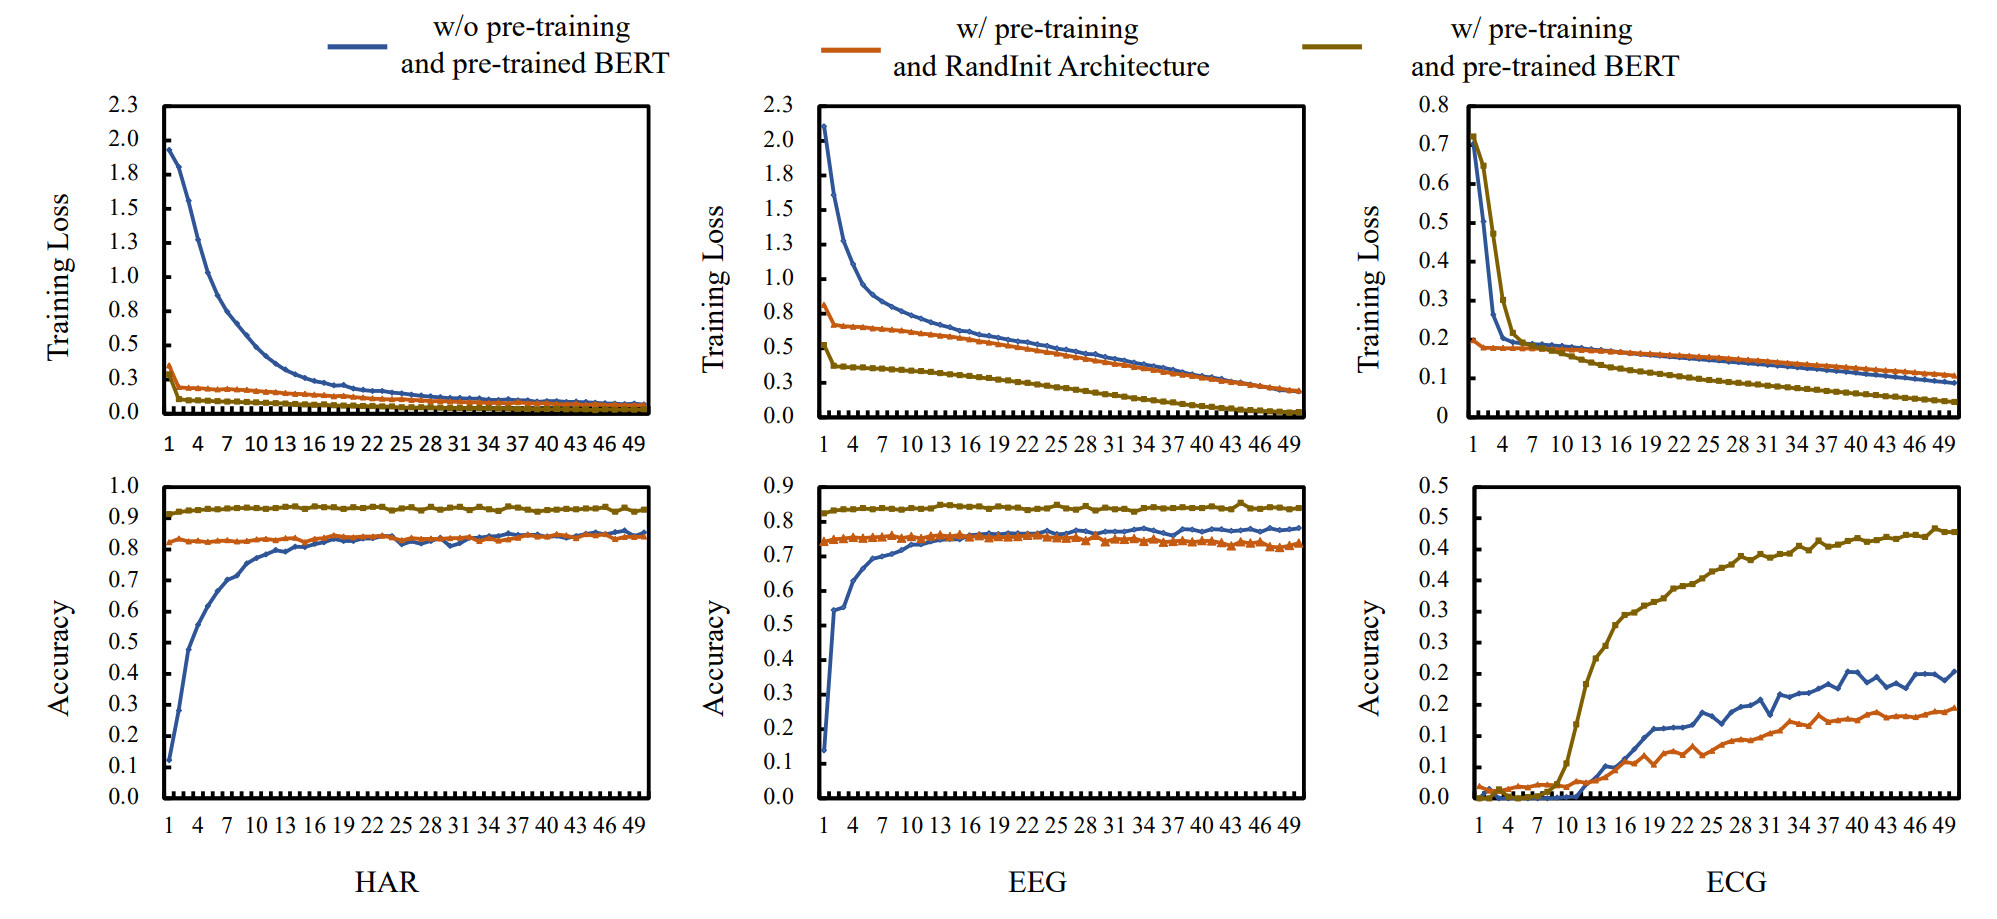 w/o pre-training
and pre-trained BERT
w/ pre-training
and RandInit Architecture
w/ pre-training
and pre-trained BERT
Training Loss
2.3
2.0
1.8
1.5
1.3
1.0
0.8
0.5
0.3
0.0
1 4 7 10 13 16 19 22 25 28 31 34 37 40 43 46 49
Training Loss
2.3
2.0
1.8
1.5
1.3
1.0
0.8
0.5
0.3
0.0
1 4 7 10 13 16 19 22 25 28 31 34 37 40 43 46 49
Training Loss
0.8
0.7
0.6
0.5
0.4
0.3
0.2
0.1
0
1 4 7 10 13 16 19 22 25 28 31 34 37 40 43 46 49
Accuracy
1.0
0.9
0.8
0.7
0.6
0.5
0.4
0.3
0.2
0.1
0.0
1 4 7 10 13 16 19 22 25 28 31 34 37 40 43 46 49
HAR
Accuracy
0.9
0.8
0.7
0.6
0.5
0.4
0.3
0.2
0.1
0.0
1 4 7 10 13 16 19 22 25 28 31 34 37 40 43 46 49
EEG
Accuracy
0.5
0.5
0.4
0.4
0.3
0.3
0.2
0.2
0.1
0.1
0.0
1 4 7 10 13 16 19 22 25 28 31 34 37 40 43 46 49
ECG